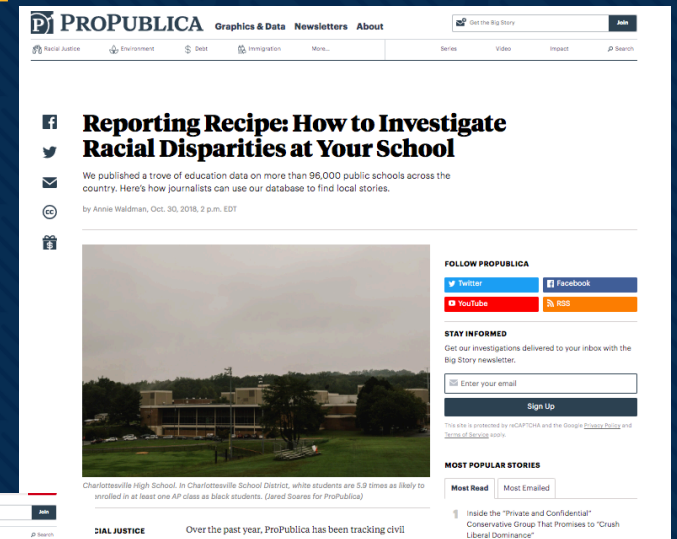 PROPUBLICA Graphics & Data Newsletters About Get the Big Story Join
Racial Justice Environment $ Debt Immigration More... Series Video Impact Search
Reporting Recipe: How to Investigate
Racial Disparities at Your School
We published a trove of education data on more than 96,000 public schools across the
country. Here's how journalists can use our database to find local stories.
by Annie Waldman, Oct. 30, 2018, 2 p.m. EDT
FOLLOW PROPUBLICA
Twitter Facebook
YouTube RSS
STAY INFORMED
Get our investigations delivered to your inbox with the
Big Story newsletter.
Enter your email
Sign Up
This site is protected by reCAPTCHA and the Google Privacy Policy and
Terms of Service apply.
MOST POPULAR STORIES
Most Read Most Emailed
1 Inside the "Private and Confidential"
Conservative Group That Promises to "Crush
Liberal Dominance"
Charlottesville High School. In Charlottesville School District, white students are 5.9 times as likely to
enrolled in at least one AP class as black students. (Jared Soares for ProPublica)
CIAL JUSTICE
Over the past year, ProPublica has been tracking civil
Join
Search